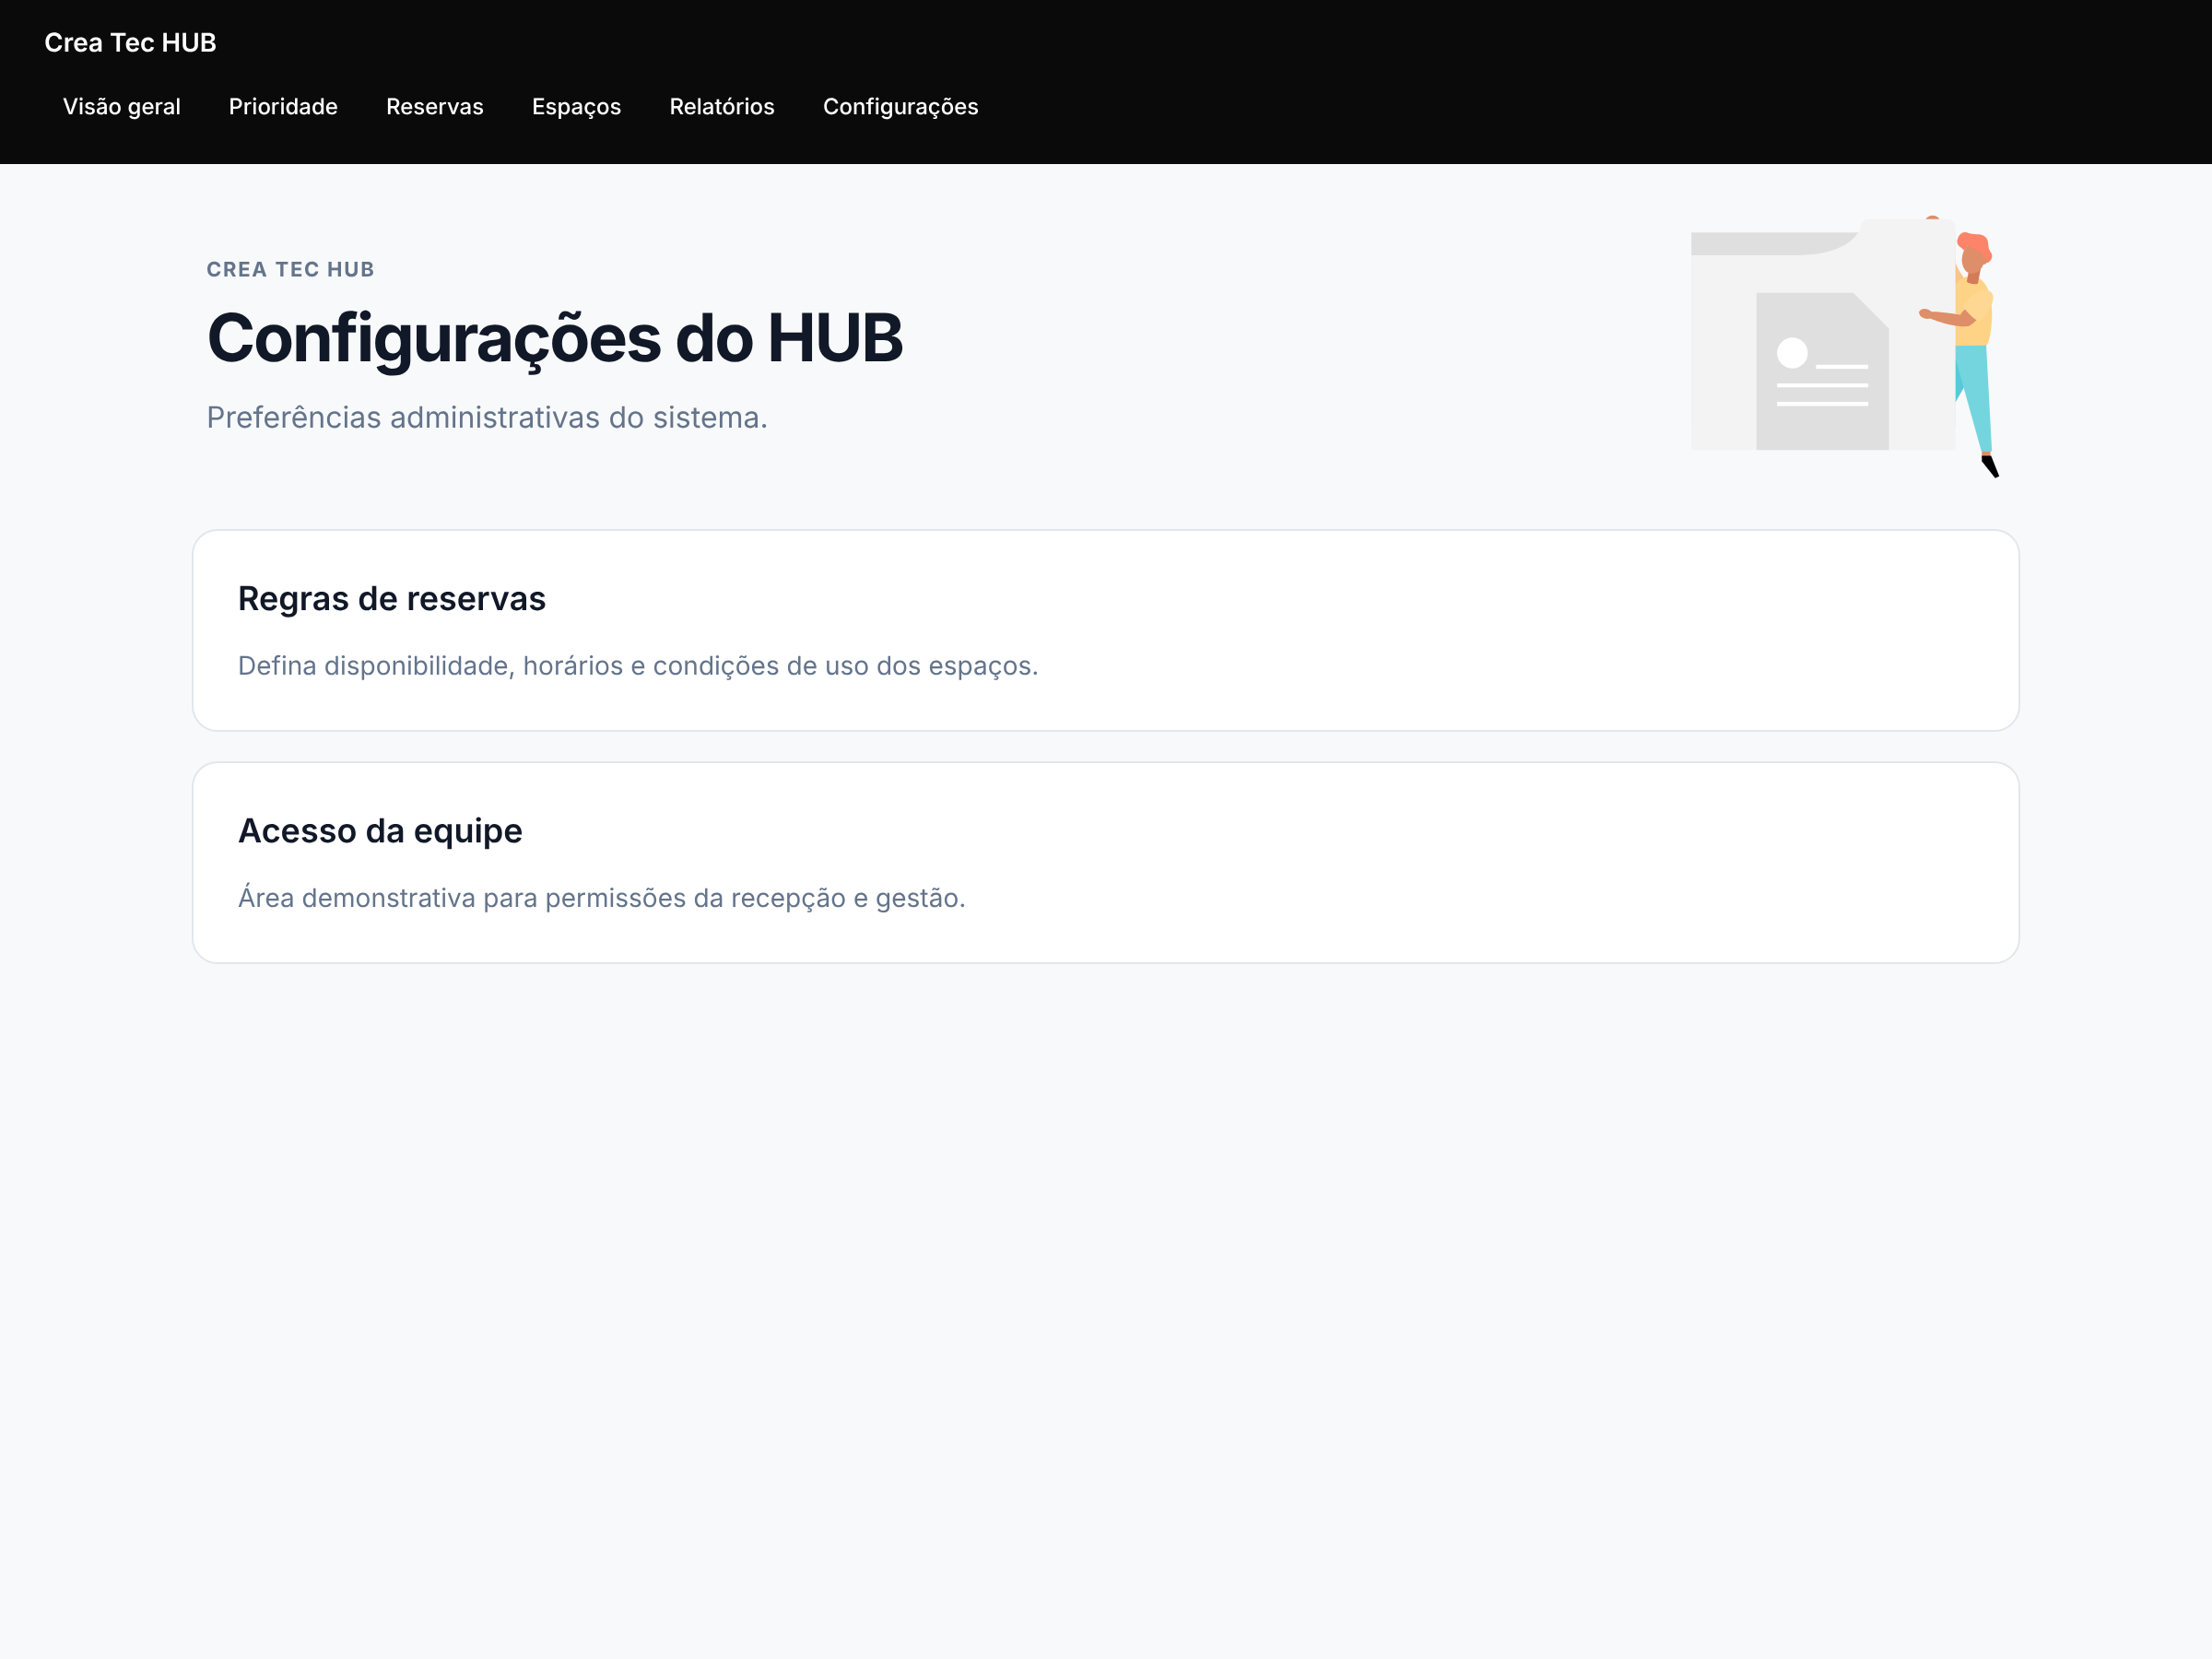 Crea Tec HUB
Visão geral Prioridade Reservas Espaços Relatórios Configurações
CREA TEC HUB
Configurações do HUB
Preferências administrativas do sistema.
Regras de reservas
Defina disponibilidade, horários e condições de uso dos espaços.
Acesso da equipe
Área demonstrativa para permissões da recepção e gestão.